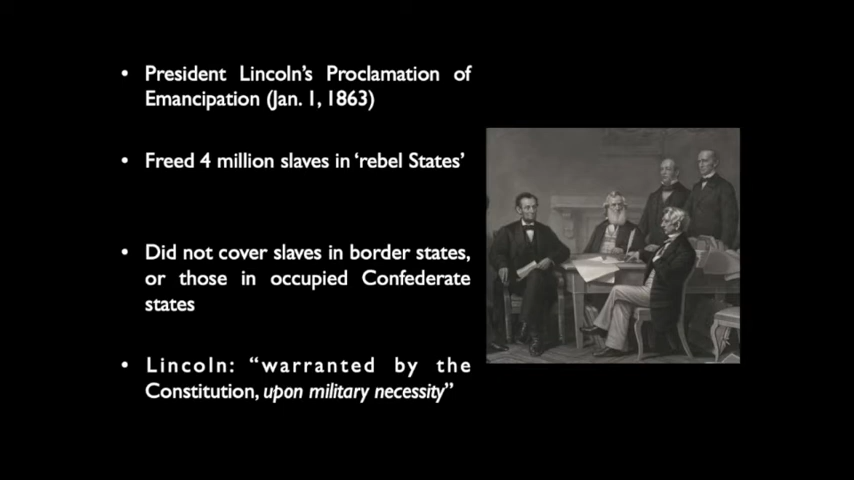 • President Lincoln’s Proclamation of
Emancipation (Jan. 1, 1863)
• Freed 4 million slaves in ‘rebel States’
• Did not cover slaves in border states,
or those in occupied Confederate
states
• Lincoln: “warranted by the
Constitution, upon military necessity”